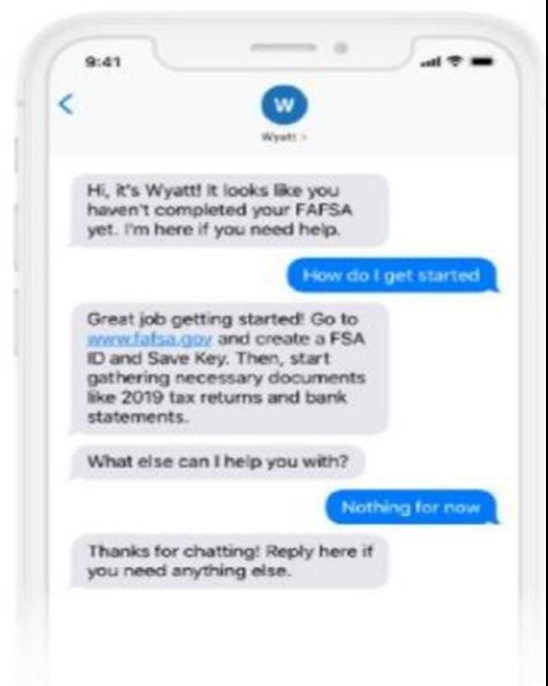 9:41
W
Wyatt >
Hi, it's Wyatt! It looks like you
haven't completed your FAFSA
yet. I'm here if you need help.
How do I get started
Great job getting started! Go to
www.fafsa.gov and create a FSA
ID and Save Key. Then, start
gathering necessary documents
like 2019 tax returns and bank
statements.
What else can I help you with?
Nothing for now
Thanks for chatting! Reply here if
you need anything else.